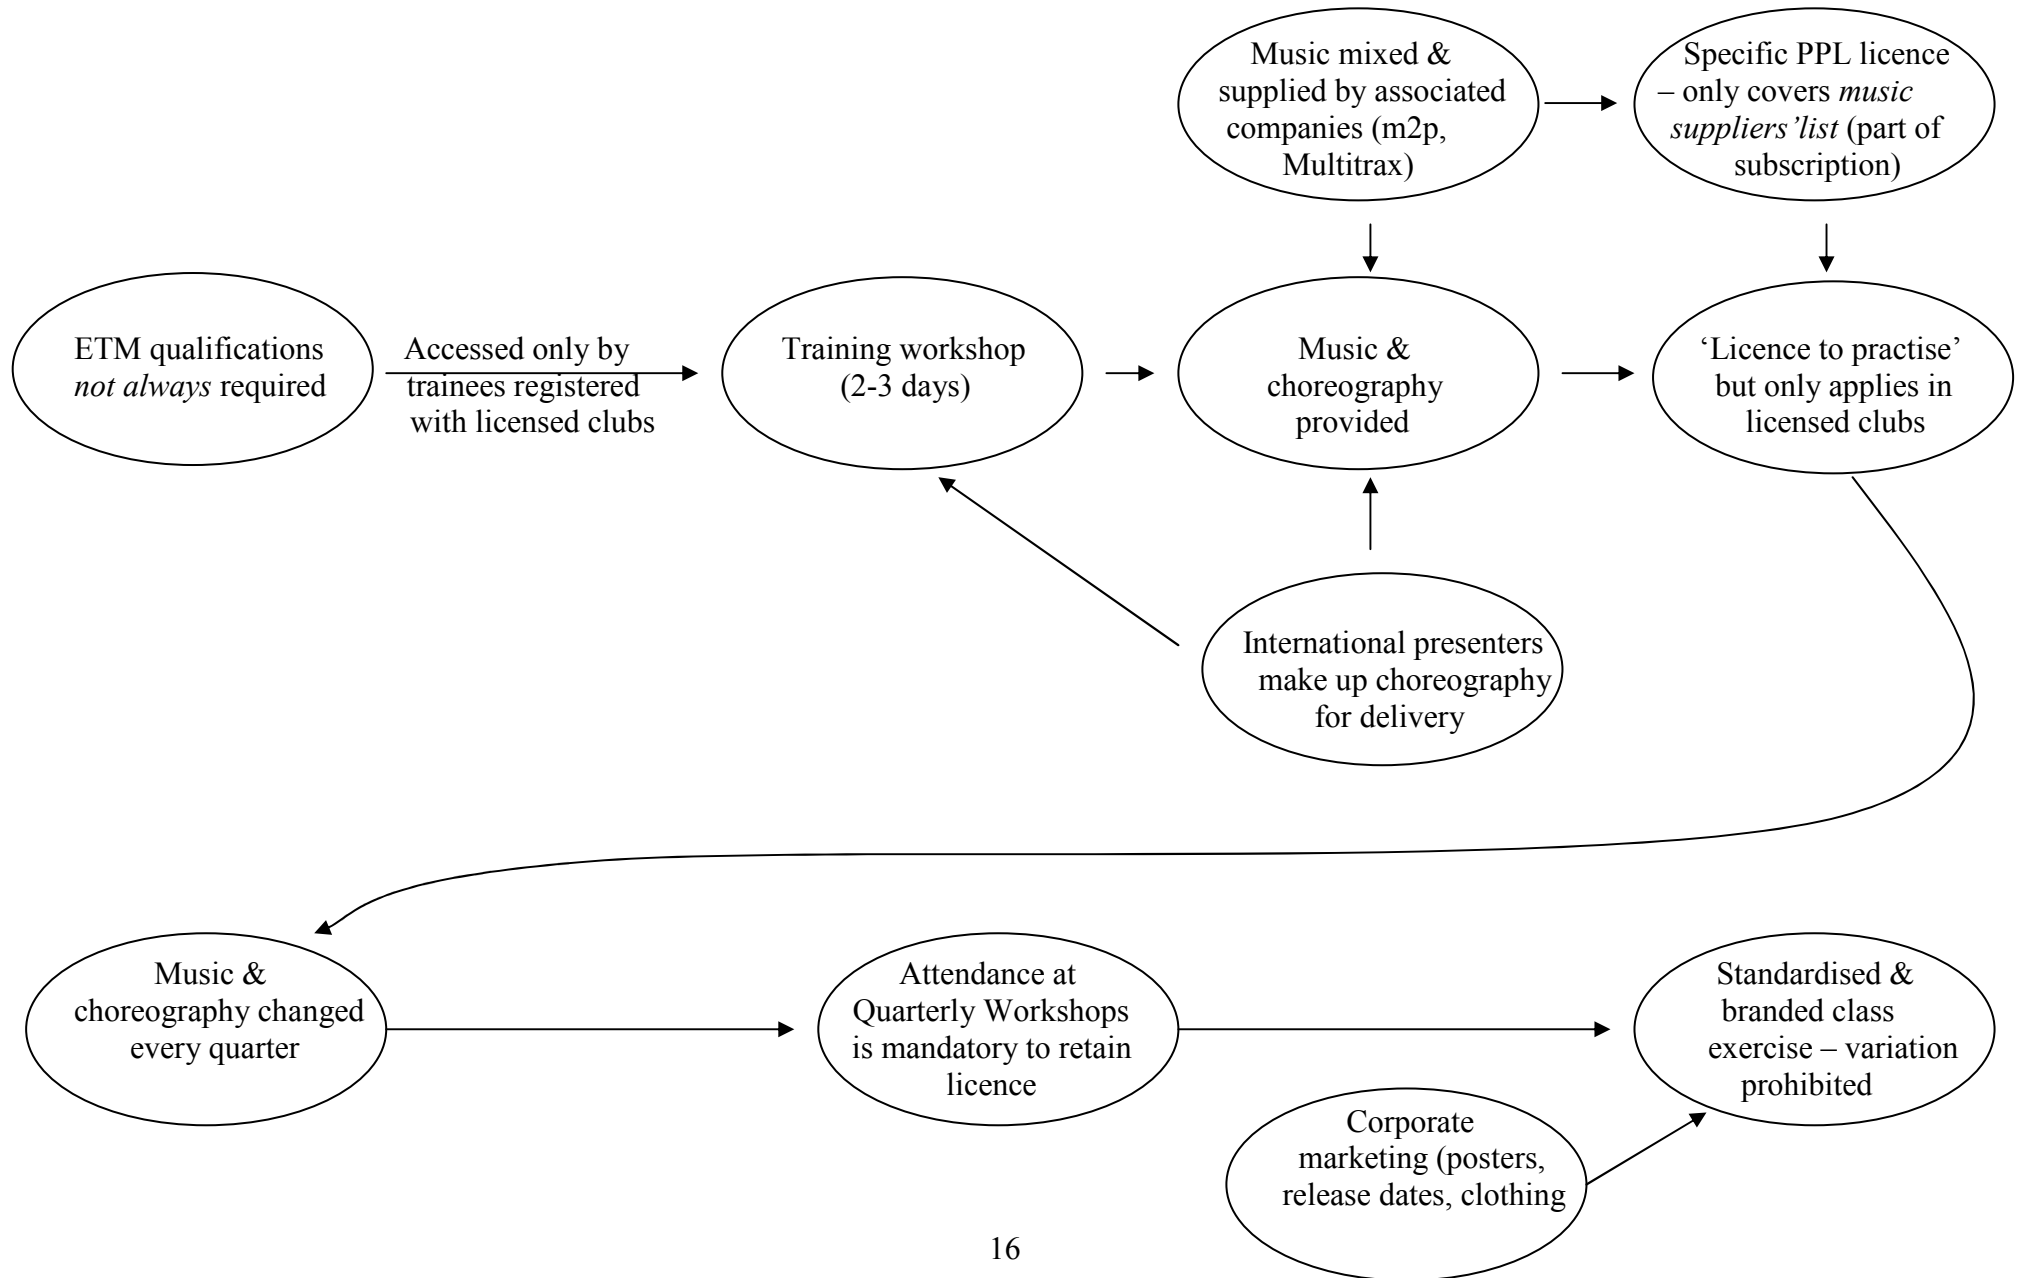 Music mixed &
supplied by associated
companies (m2p,
Multitrax)
Specific PPL licence
– only covers music
suppliers’list (part of
subscription)
ETM qualifications
not always required
Accessed only by
trainees registered
with licensed clubs
Training workshop
(2-3 days)
Music &
choreography
provided
‘Licence to practise’
but only applies in
licensed clubs
International presenters
make up choreography
for delivery
Music &
choreography changed
every quarter
Attendance at
Quarterly Workshops
is mandatory to retain
licence
Standardised &
branded class
exercise – variation
prohibited
Corporate
marketing (posters,
release dates, clothing
16